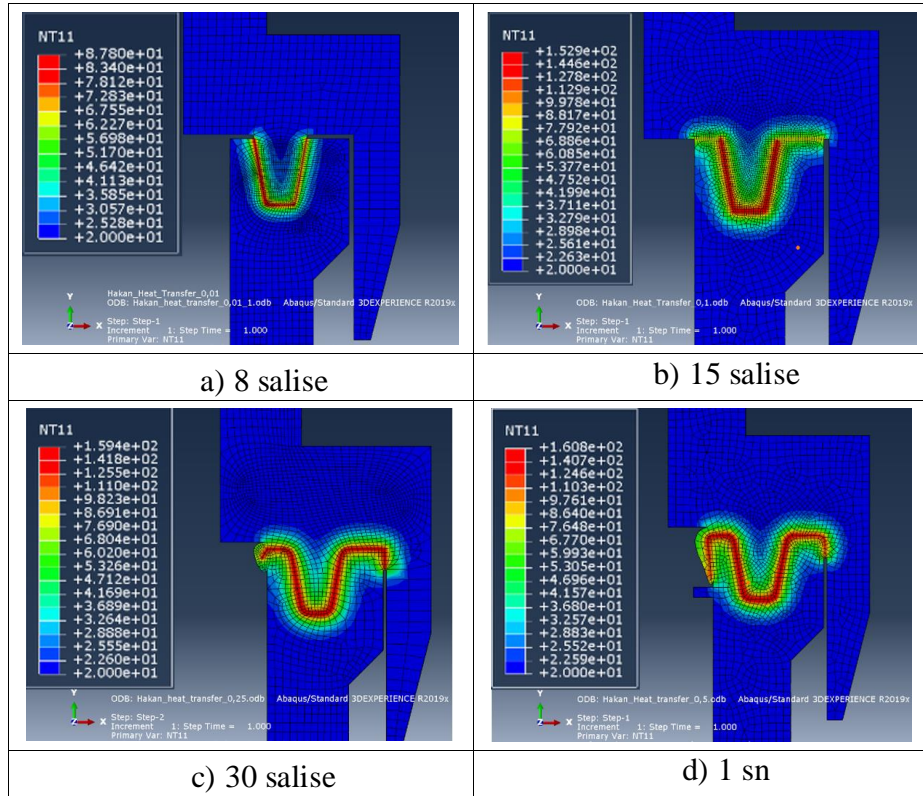 NT11
+8.780e+01
+8.340e+01
+7.812e+01
+7.283e+01
+6.755e+01
+6.227e+01
+5.698e+01
+5.170e+01
+4.642e+01
+4.113e+01
+3.585e+01
+3.057e+01
+2.528e+01
+2.000e+01
Hakan_Heat_Transfer_0,01
ODB: Hakan_heat_transfer_0,01_1.odb Abaqus/Standard 3DEXPERIENCE R2019x
Y
Z X
Step: Step-1
Increment 1: Step Time = 1.000
Primary Var: NT11
a) 8 salise
NT11
+1.529e+02
+1.446e+02
+1.278e+02
+1.129e+02
+9.978e+01
+8.817e+01
+7.792e+01
+6.886e+01
+6.085e+01
+5.377e+01
+4.752e+01
+4.199e+01
+3.711e+01
+3.279e+01
+2.898e+01
+2.561e+01
+2.263e+01
+2.000e+01
ODB: Hakan_Heat_Transfer_0,1.odb Abaqus/Standard 3DEXPERIENCE R2019x
Y
Z X
Step: Step-1
Increment 1: Step Time = 1.000
Primary Var: NT11
b) 15 salise
NT11
+1.594e+02
+1.418e+02
+1.255e+02
+1.110e+02
+9.823e+01
+8.691e+01
+7.690e+01
+6.804e+01
+6.020e+01
+5.326e+01
+4.712e+01
+4.169e+01
+3.689e+01
+3.264e+01
+2.888e+01
+2.555e+01
+2.260e+01
+2.000e+01
ODB: Hakan_heat_transfer_0,25.odb Abaqus/Standard 3DEXPERIENCE R2019x
Y
Z X
Step: Step-2
Increment 1: Step Time = 1.000
Primary Var: NT11
c) 30 salise
NT11
+1.608e+02
+1.407e+02
+1.246e+02
+1.103e+02
+9.761e+01
+8.640e+01
+7.648e+01
+6.770e+01
+5.993e+01
+5.305e+01
+4.696e+01
+4.157e+01
+3.680e+01
+3.257e+01
+2.883e+01
+2.552e+01
+2.259e+01
+2.000e+01
ODB: Hakan_Heat_transfer_0,5.odb Abaqus/Standard 3DEXPERIENCE R2019x
Y
Z X
Step: Step-1
Increment 1: Step Time = 1.000
Primary Var: NT11
d) 1 sn